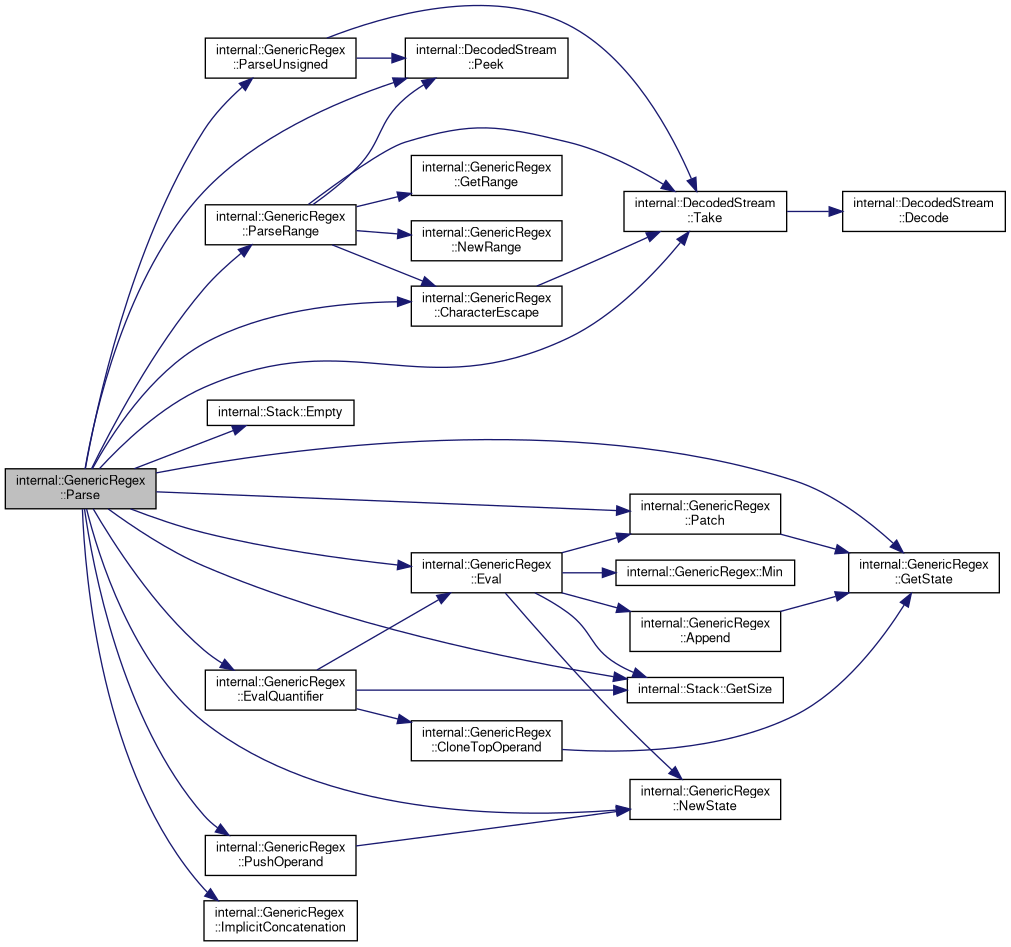 internal::GenericRegex
::ParseUnsigned
internal::DecodedStream
::Peek
internal::GenericRegex
::GetRange
internal::GenericRegex
::ParseRange
internal::DecodedStream
::Take
internal::DecodedStream
::Decode
internal::GenericRegex
::NewRange
internal::GenericRegex
::CharacterEscape
internal::Stack::Empty
internal::GenericRegex
::Parse
internal::GenericRegex
::Patch
internal::GenericRegex
::Eval
internal::GenericRegex::Min
internal::GenericRegex
::GetState
internal::GenericRegex
::Append
internal::GenericRegex
::EvalQuantifier
internal::Stack::GetSize
internal::GenericRegex
::CloneTopOperand
internal::GenericRegex
::NewState
internal::GenericRegex
::PushOperand
internal::GenericRegex
::ImplicitConcatenation